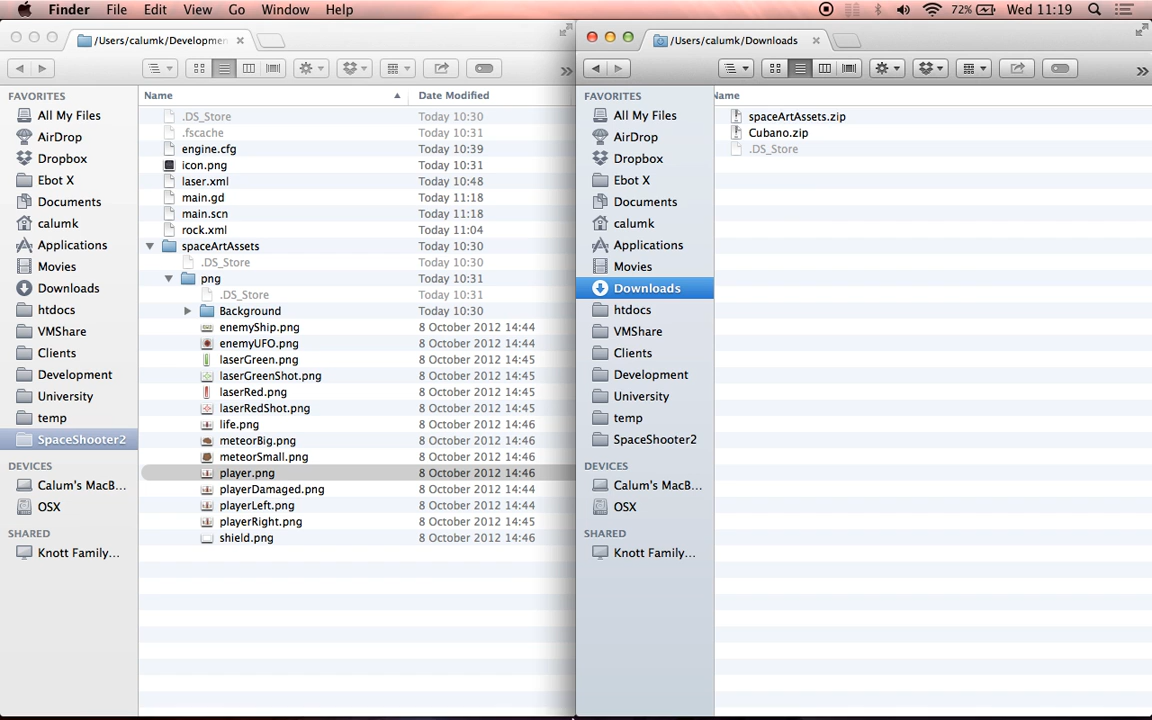 Finder File Edit View Go Window Help 72% Wed 11:19
/Users/calumk/Developmen
FAVORITES
All My Files
AirDrop
Dropbox
Ebot X
Documents
calumk
Applications
Movies
Downloads
htdocs
VMShare
Clients
Development
University
temp
SpaceShooter2
DEVICES
Calum's MacB...
OSX
SHARED
Knott Family...
Name Date Modified
.DS_Store Today 10:30
.fscache Today 10:31
engine.cfg Today 10:39
icon.png Today 10:31
laser.xml Today 10:48
main.gd Today 11:18
main.scn Today 11:18
rock.xml Today 11:04
spaceArtAssets Today 10:30
.DS_Store Today 10:30
png Today 10:31
.DS_Store Today 10:31
Background Today 10:30
enemyShip.png 8 October 2012 14:44
enemyUFO.png 8 October 2012 14:44
laserGreen.png 8 October 2012 14:45
laserGreenShot.png 8 October 2012 14:45
laserRed.png 8 October 2012 14:45
laserRedShot.png 8 October 2012 14:45
life.png 8 October 2012 14:46
meteorBig.png 8 October 2012 14:46
meteorSmall.png 8 October 2012 14:46
player.png 8 October 2012 14:46
playerDamaged.png 8 October 2012 14:44
playerLeft.png 8 October 2012 14:44
playerRight.png 8 October 2012 14:45
shield.png 8 October 2012 14:46
/Users/calumk/Downloads
FAVORITES
All My Files
AirDrop
Dropbox
Ebot X
Documents
calumk
Applications
Movies
Downloads
htdocs
VMShare
Clients
Development
University
temp
SpaceShooter2
DEVICES
Calum's MacB...
OSX
SHARED
Knott Family...
Name
spaceArtAssets.zip
Cubano.zip
.DS_Store